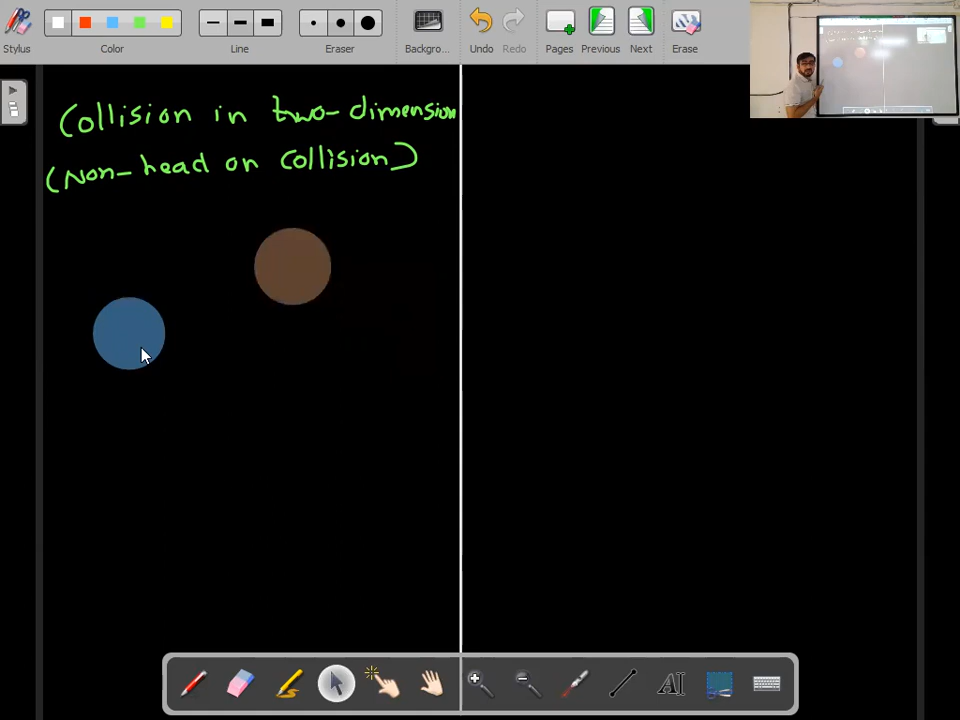 Stylus
Color
Line
Eraser
Backgro...
Undo
Redo
Pages
Previous
Next
Erase
Collision in two-dimension
(Non-head on Collision)